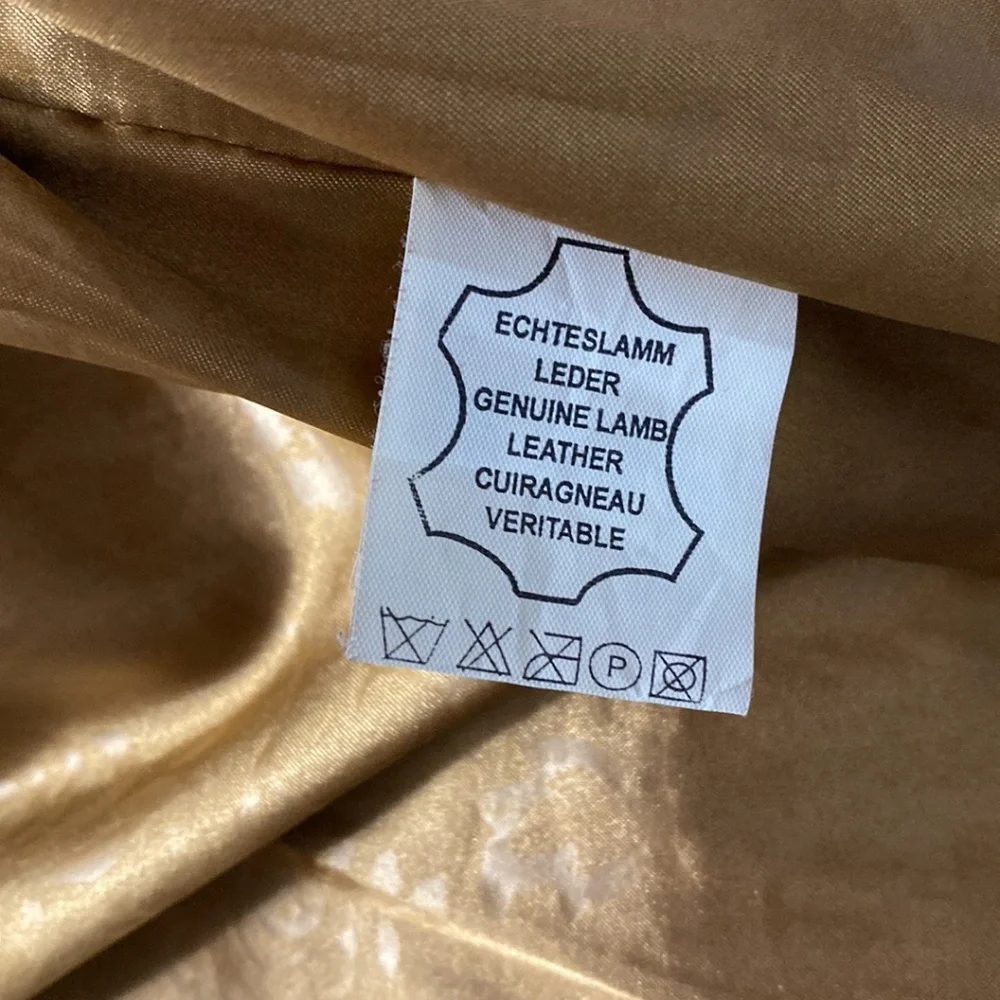 ECHTESLAMM
LEDER
GENUINE LAMB
LEATHER
CUIRAGNEAU
VERITABLE
P